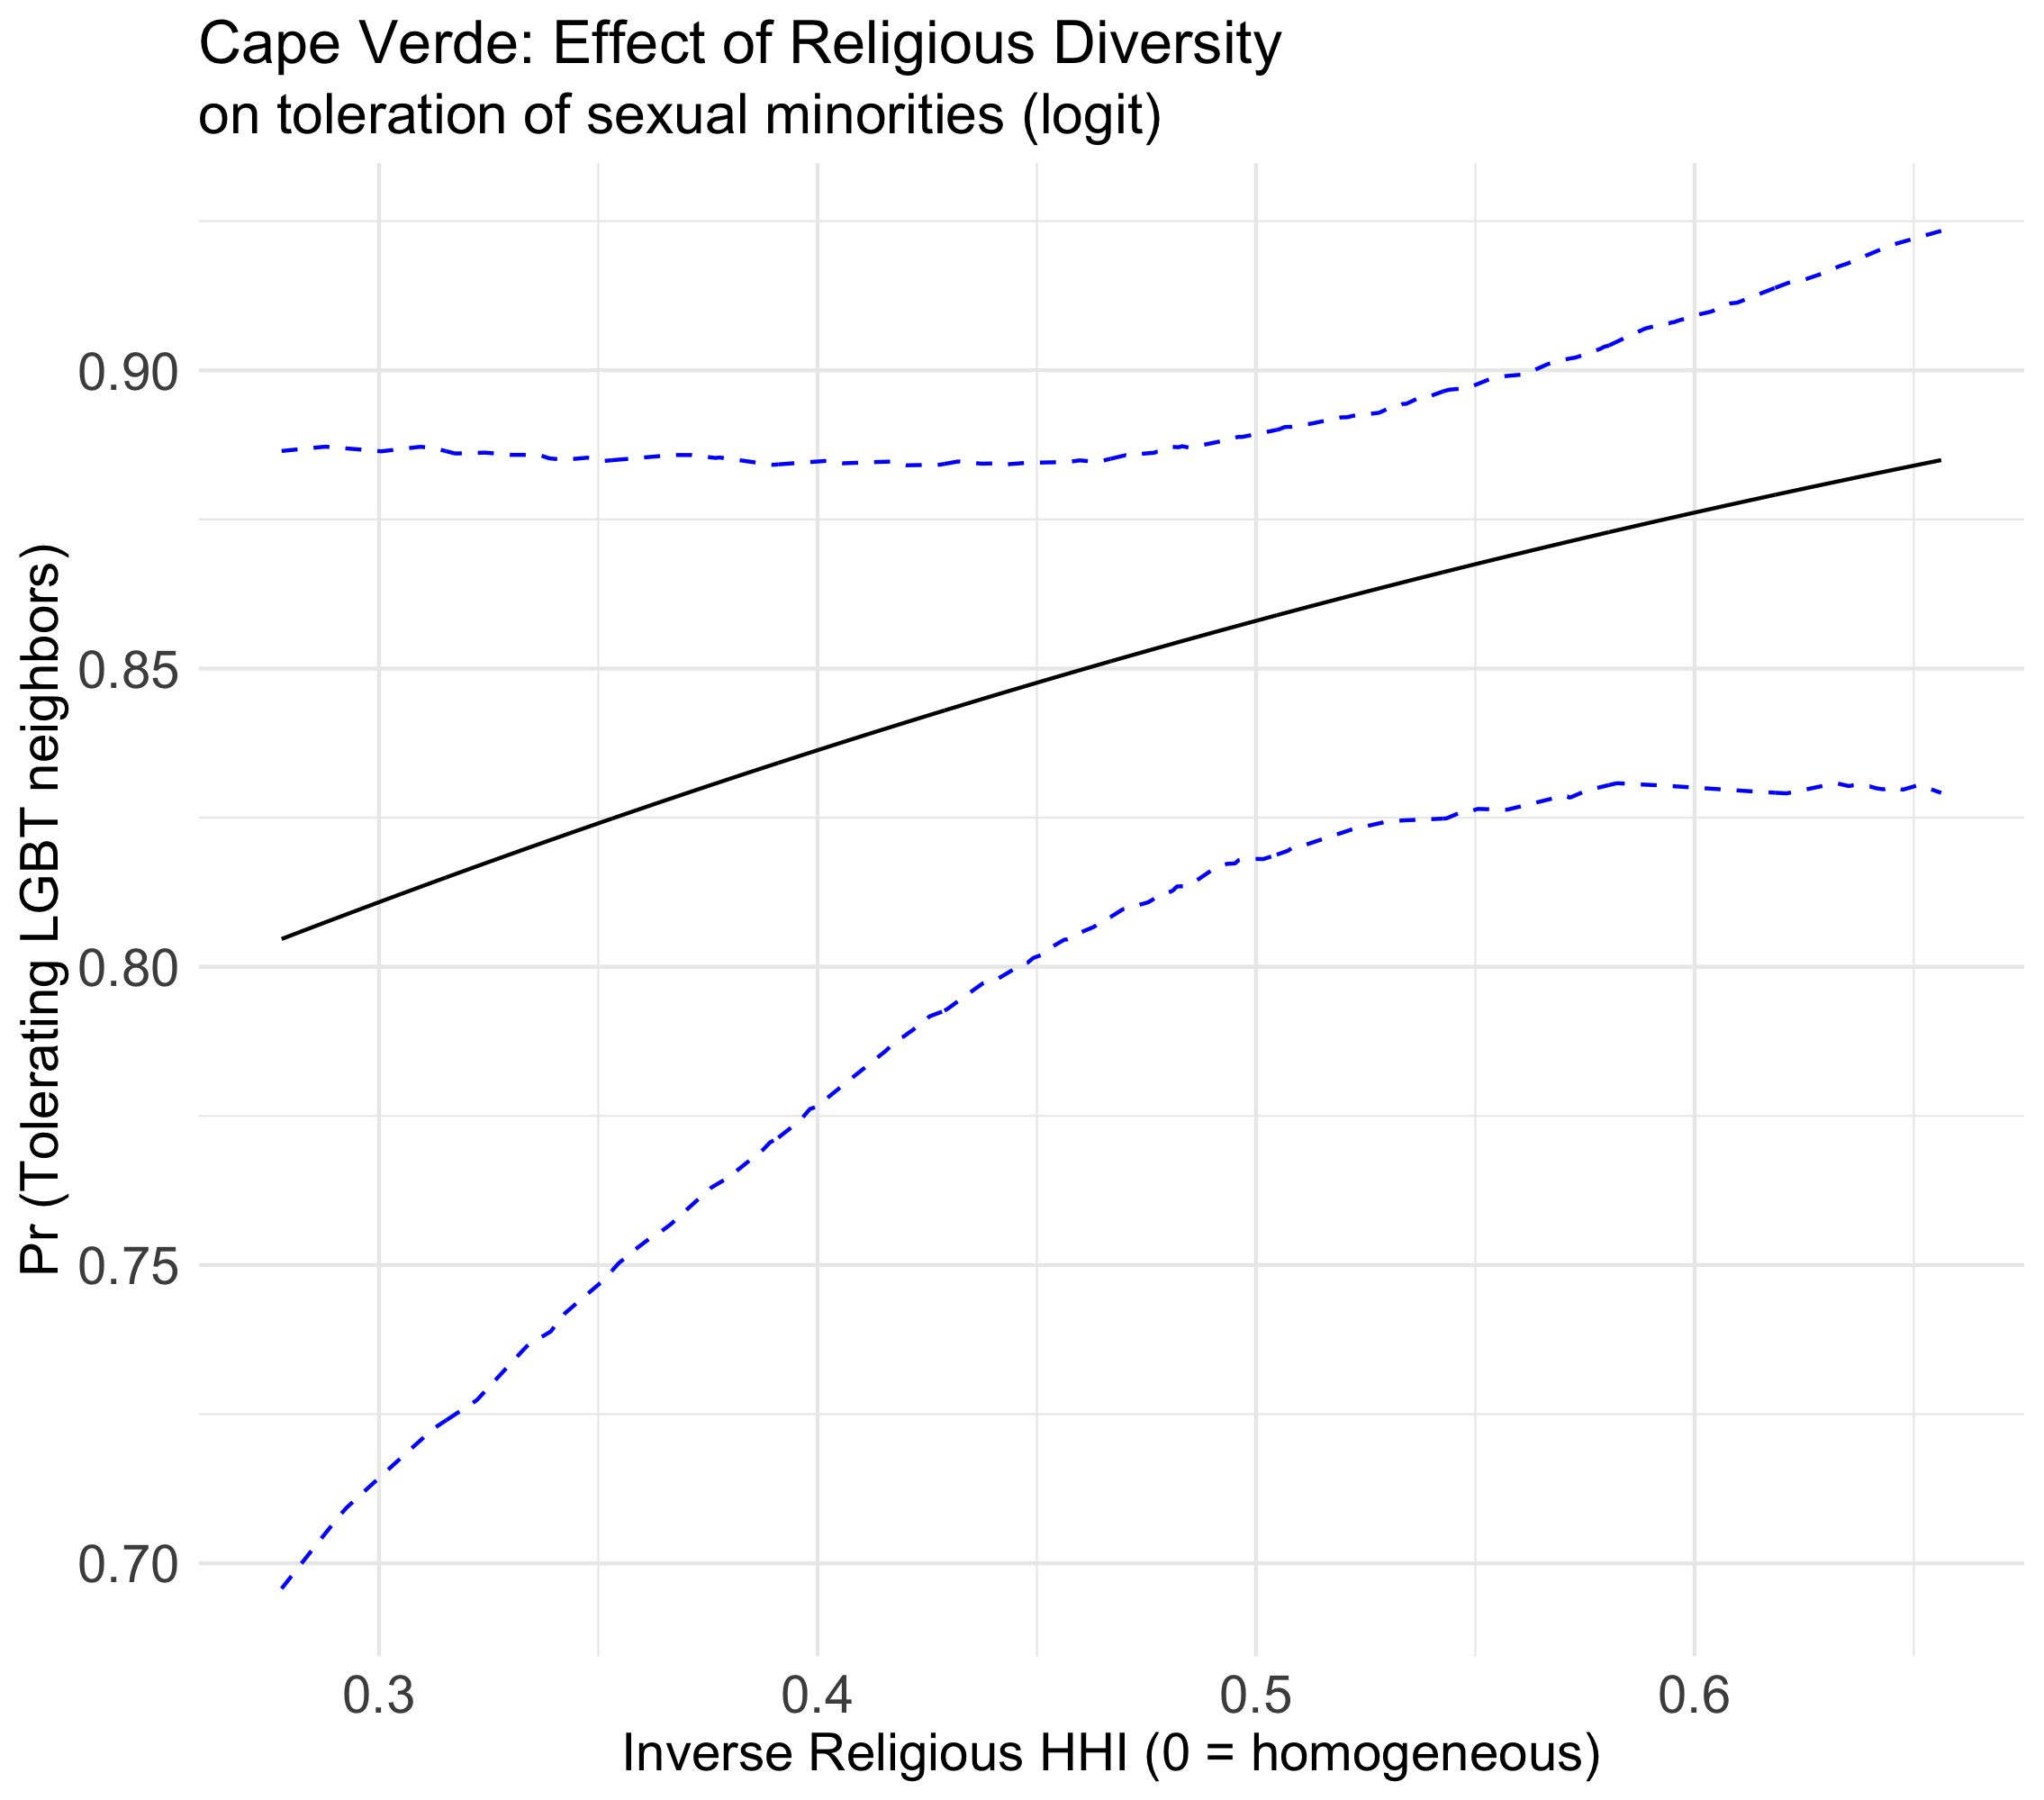 Cape Verde: Effect of Religious Diversity
on toleration of sexual minorities (logit)
Pr (Tolerating LGBT neighbors)
0.90
0.85
0.80
0.75
0.70
0.3
0.4
0.5
0.6
Inverse Religious HHI (0 = homogeneous)